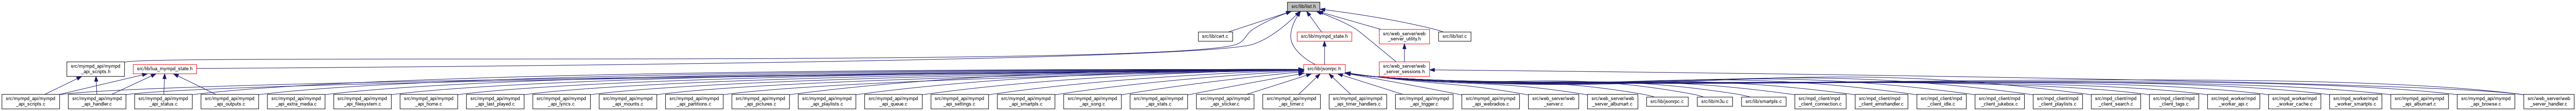 src/lib/list.h
src/lib/cert.c
src/lib/mympd_state.h
src/web_server/web
_server_utility.h
src/lib/list.c
src/mympd_api/mympd
_api_scripts.h
src/lib/lua_mympd_state.h
src/lib/jsonrpc.h
src/web_server/web
_server_sessions.h
src/mympd_api/mympd
_api_scripts.c
src/mympd_api/mympd
_api_handler.c
src/mympd_api/mympd
_api_status.c
src/mympd_api/mympd
_api_outputs.c
src/mympd_api/mympd
_api_extra_media.c
src/mympd_api/mympd
_api_filesystem.c
src/mympd_api/mympd
_api_home.c
src/mympd_api/mympd
_api_last_played.c
src/mympd_api/mympd
_api_lyrics.c
src/mympd_api/mympd
_api_mounts.c
src/mympd_api/mympd
_api_partitions.c
src/mympd_api/mympd
_api_pictures.c
src/mympd_api/mympd
_api_playlists.c
src/mympd_api/mympd
_api_queue.c
src/mympd_api/mympd
_api_settings.c
src/mympd_api/mympd
_api_smartpls.c
src/mympd_api/mympd
_api_song.c
src/mympd_api/mympd
_api_stats.c
src/mympd_api/mympd
_api_sticker.c
src/mympd_api/mympd
_api_timer.c
src/mympd_api/mympd
_api_timer_handlers.c
src/mympd_api/mympd
_api_trigger.c
src/mympd_api/mympd
_api_webradios.c
src/web_server/web
_server.c
src/web_server/web
_server_albumart.c
src/lib/jsonrpc.c
src/lib/m3u.c
src/lib/smartpls.c
src/mpd_client/mpd
_client_connection.c
src/mpd_client/mpd
_client_errorhandler.c
src/mpd_client/mpd
_client_idle.c
src/mpd_client/mpd
_client_jukebox.c
src/mpd_client/mpd
_client_playlists.c
src/mpd_client/mpd
_client_search.c
src/mpd_client/mpd
_client_tags.c
src/mpd_worker/mpd
_worker_api.c
src/mpd_worker/mpd
_worker_cache.c
src/mpd_worker/mpd
_worker_smartpls.c
src/mympd_api/mympd
_api_albumart.c
src/mympd_api/mympd
_api_browse.c
src/web_server/web
_server_handler.c